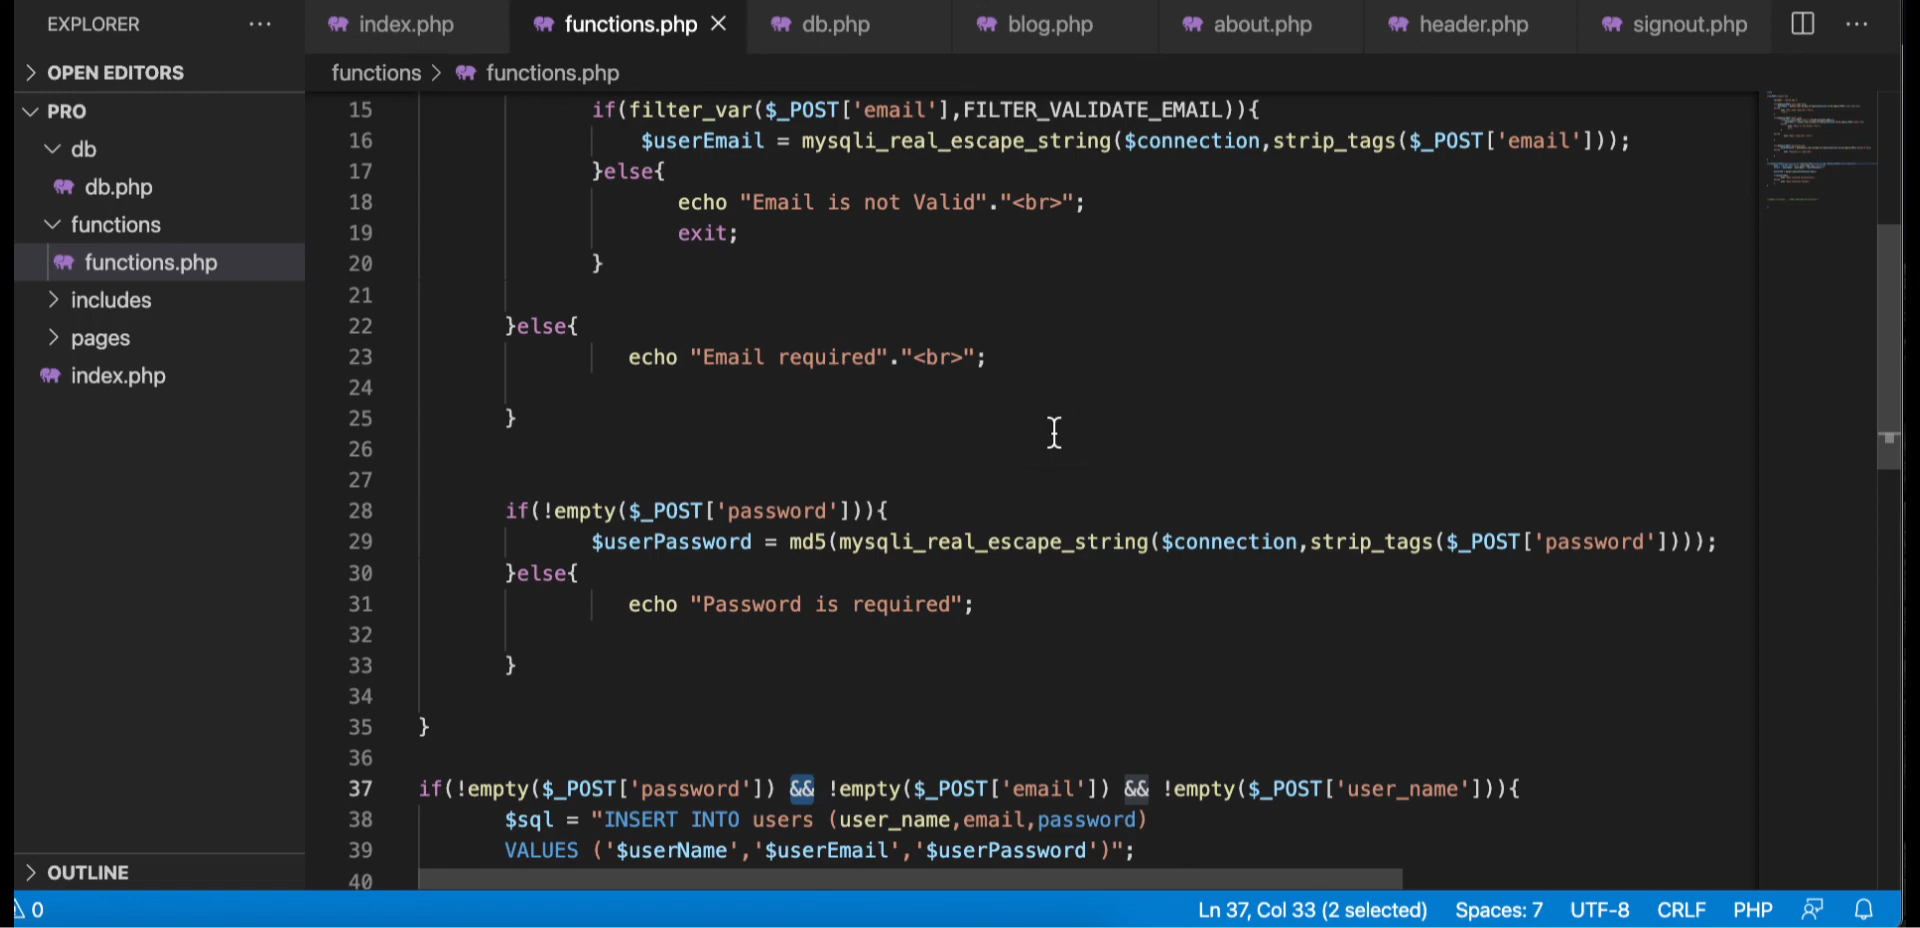 EXPLORER ···
index.php
functions.php
db.php
blog.php
about.php
header.php
signout.php
···
OPEN EDITORS
functions > functions.php
PRO
db
db.php
functions
functions.php
includes
pages
index.php
15 if(filter_var($_POST['email'],FILTER_VALIDATE_EMAIL)){
16 $userEmail = mysqli_real_escape_string($connection,strip_tags($_POST['email']));
17 }else{
18 echo "Email is not Valid"."<br>";
19 exit;
20 }
21
22 }else{
23 echo "Email required"."<br>";
24
25 }
26
27
28 if(!empty($_POST['password'])){
29 $userPassword = md5(mysqli_real_escape_string($connection,strip_tags($_POST['password'])));
30 }else{
31 echo "Password is required";
32
33 }
34
35 }
36
37 if(!empty($_POST['password']) && !empty($_POST['email']) && !empty($_POST['user_name'])){
38 $sql = "INSERT INTO users (user_name,email,password)
39 VALUES ('$userName','$userEmail','$userPassword')";
40
OUTLINE
0
Ln 37, Col 33 (2 selected) Spaces: 7 UTF-8 CRLF PHP